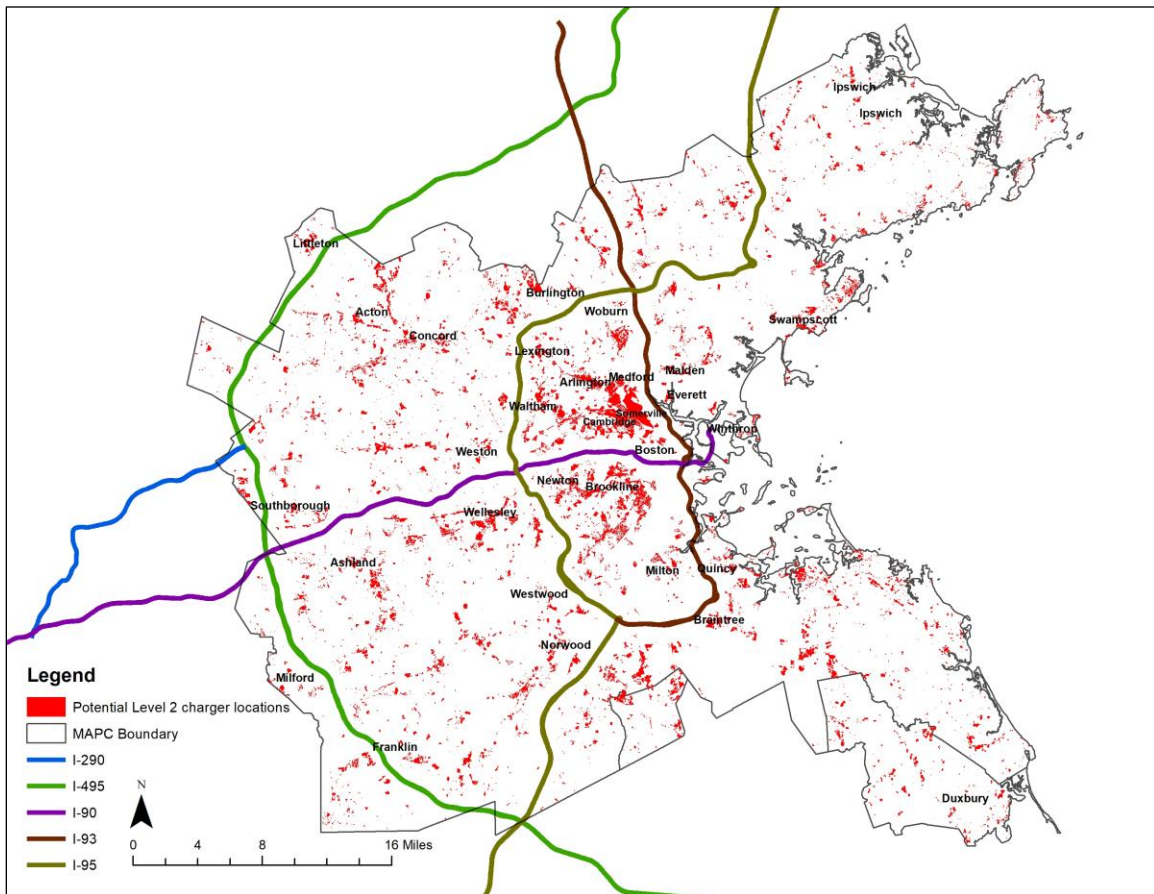 Ipswich
Ipswich
Littleton
Burlington
Acton
Woburn
Swampscott
Concord
Lexington
Malden
Medford
Arlington
Everett
Waltham
Somerville
Cambridge
Winthrop
Weston
Boston
Newton
Brookline
Southborough
Wellesley
Ashland
Milton
Quincy
Westwood
Braintree
Norwood
Milford
Franklin
Duxbury
Legend
Potential Level 2 charger locations
MAPC Boundary
I-290
I-495
I-90
I-93
I-95
N
0 4 8 16 Miles